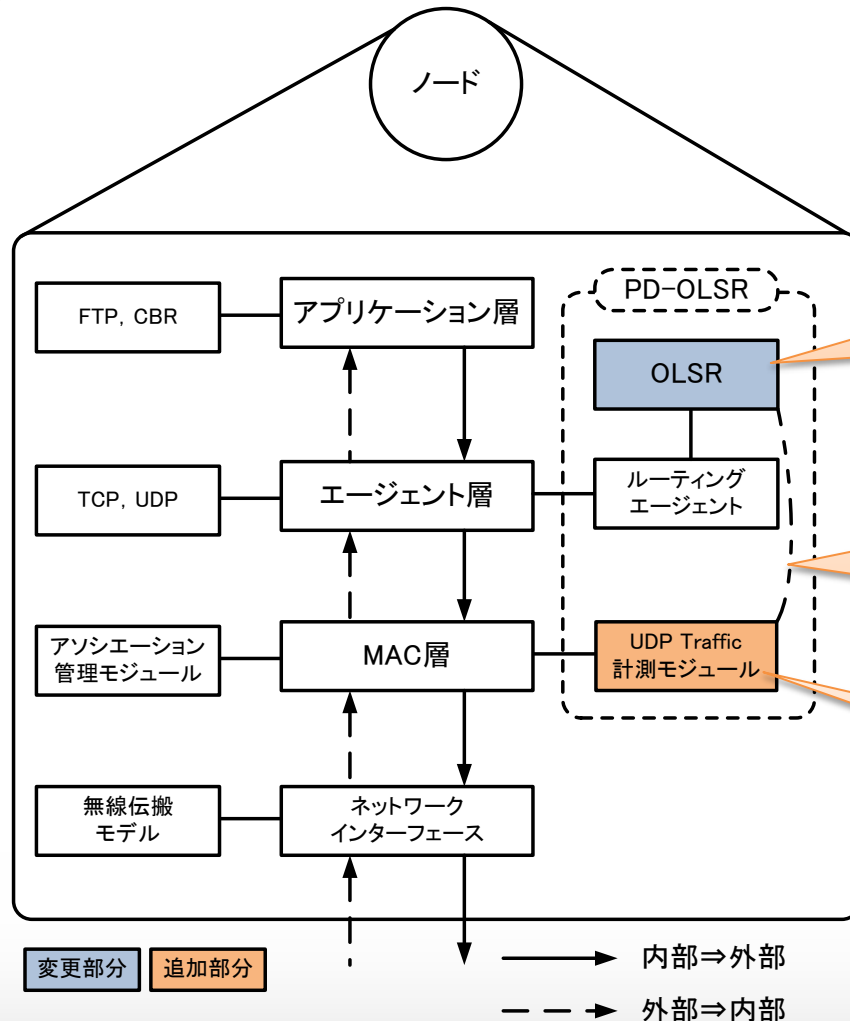 ノード
PD-OLSR
FTP, CBR
アプリケーション層
OLSR
TCP, UDP
エージェント層
ルーティング
エージェント
アソシエーション
管理モジュール
MAC層
UDP Traffic
計測モジュール
無線伝搬
モデル
ネットワーク
インターフェース
変更部分
追加部分
内部⇒外部
外部⇒内部